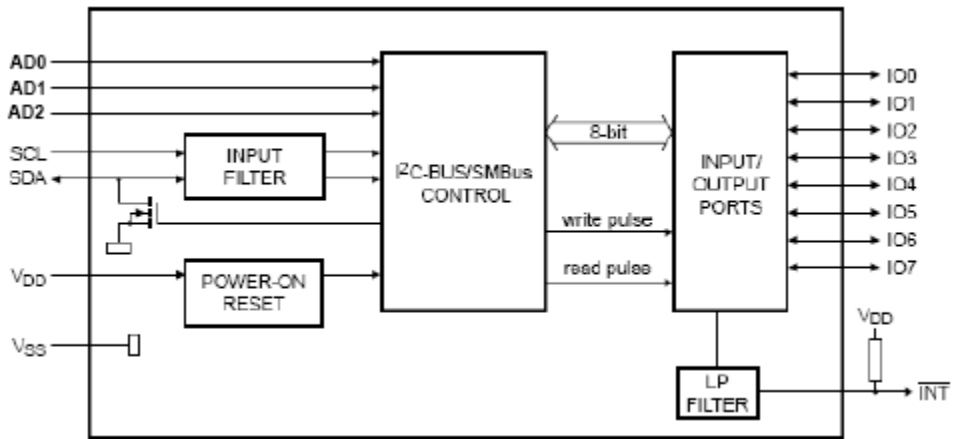 AD0
AD1
AD2
SCL
SDA
VDD
VSS
INPUT
FILTER
POWER-ON
RESET
I²C-BUS/SMBus
CONTROL
8-bit
write pulse
read pulse
INPUT/
OUTPUT
PORTS
LP
FILTER
IO0
IO1
IO2
IO3
IO4
IO5
IO6
IO7
VDD
INT